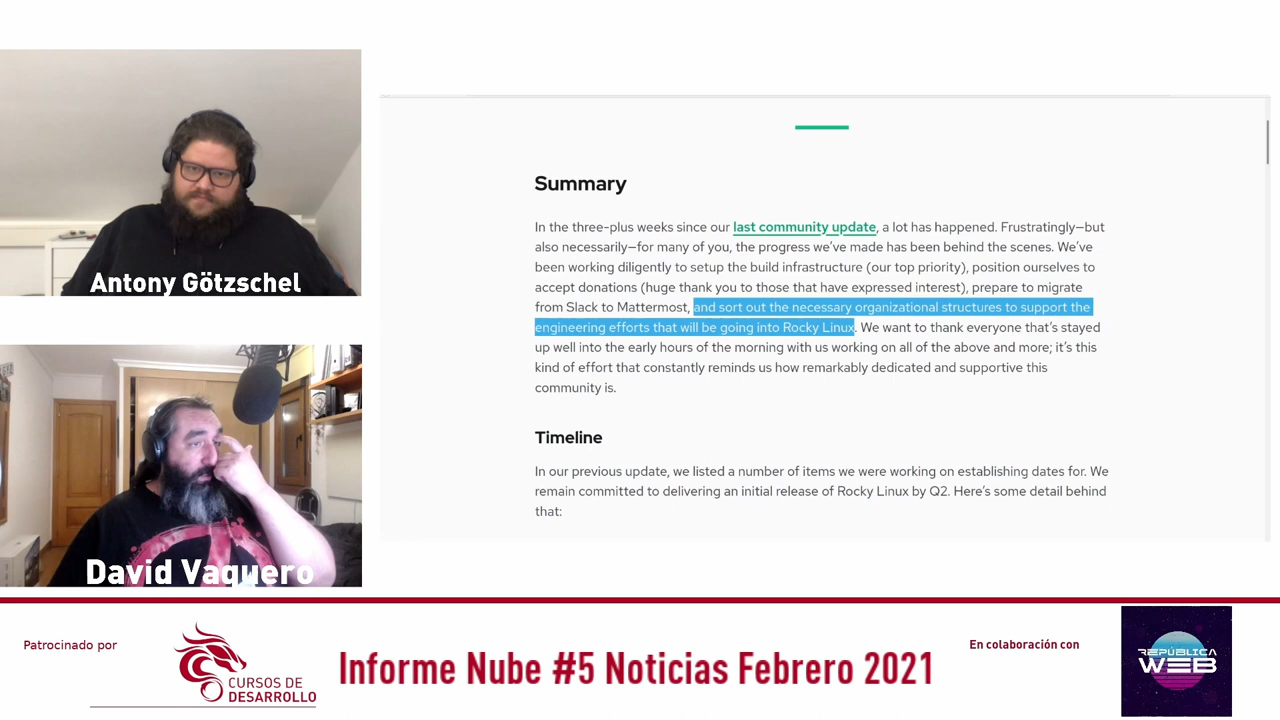 Antony Götzschel
David Vaquero
Summary
In the three-plus weeks since our last community update, a lot has happened. Frustratingly—but
also necessarily—for many of you, the progress we've made has been behind the scenes. We've
been working diligently to setup the build infrastructure (our top priority), position ourselves to
accept donations (huge thank you to those that have expressed interest), prepare to migrate
from Slack to Mattermost, and sort out the necessary organizational structures to support the
engineering efforts that will be going into Rocky Linux. We want to thank everyone that's stayed
up well into the early hours of the morning with us working on all of the above and more; it's this
kind of effort that constantly reminds us how remarkably dedicated and supportive this
community is.
Timeline
In our previous update, we listed a number of items we were working on establishing dates for. We
remain committed to delivering an initial release of Rocky Linux by Q2. Here's some detail behind
that:
Patrocinado por
CURSOS DE
DESARROLLO
Informe Nube #5 Noticias Febrero 2021
En colaboración con
REPÚBLICA
WEB